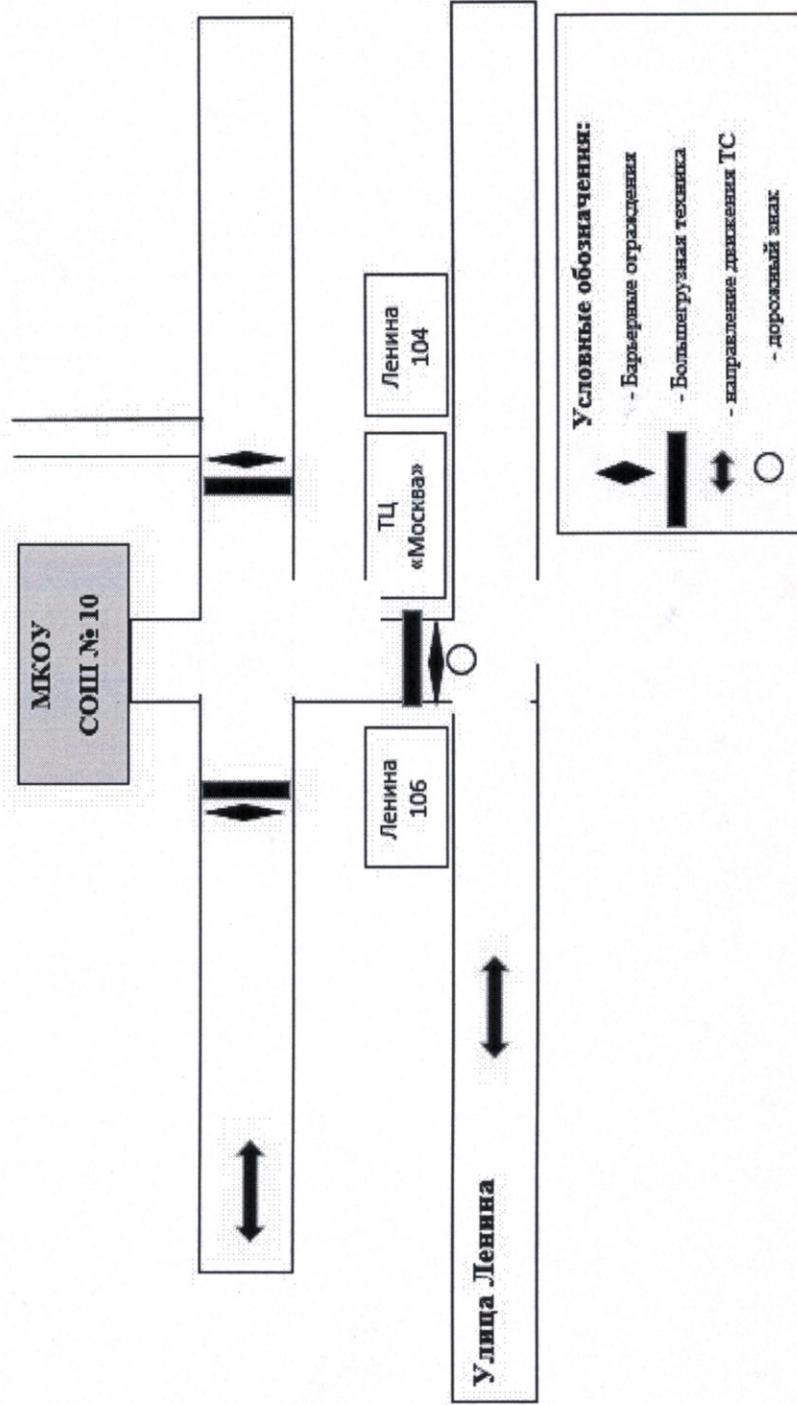 МКОУ
СОШ № 10
Ленина
106
ТЦ
«Москва»
Ленина
104
Улица Ленина
Условные обозначения:
- Барьерные ограждения
- Большегрузная техника
- направление движения ТС
- дорожный знак